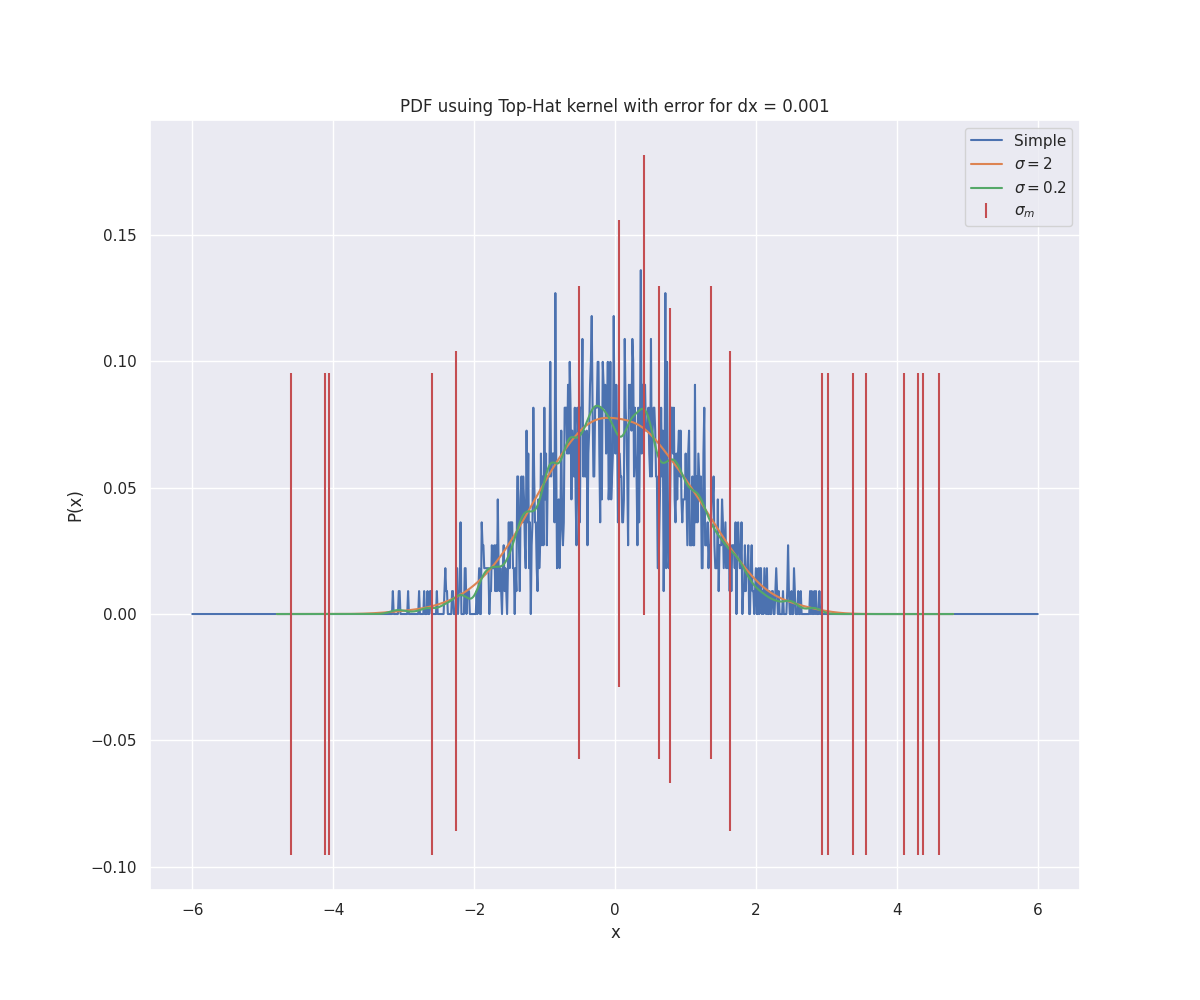 PDF usuing Top-Hat kernel with error for dx = 0.001
Simple
σ = 2
σ = 0.2
σm
0.15
0.10
0.05
0.00
−0.05
−0.10
P(x)
−6 −4 −2 0 2 4 6
x